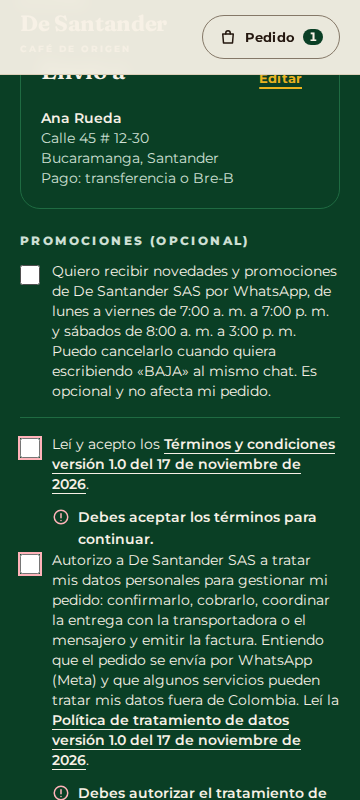 De Santander
CAFÉ DE ORIGEN
Pedido 1
Envío a
Editar
Ana Rueda
Calle 45 # 12-30
Bucaramanga, Santander
Pago: transferencia o Bre-B
PROMOCIONES (OPCIONAL)
Quiero recibir novedades y promociones
de De Santander SAS por WhatsApp, de
lunes a viernes de 7:00 a. m. a 7:00 p. m.
y sábados de 8:00 a. m. a 3:00 p. m.
Puedo cancelarlo cuando quiera
escribiendo «BAJA» al mismo chat. Es
opcional y no afecta mi pedido.
Leí y acepto los Términos y condiciones
versión 1.0 del 17 de noviembre de
2026.
Debes aceptar los términos para
continuar.
Autorizo a De Santander SAS a tratar
mis datos personales para gestionar mi
pedido: confirmarlo, cobrarlo, coordinar
la entrega con la transportadora o el
mensajero y emitir la factura. Entiendo
que el pedido se envía por WhatsApp
(Meta) y que algunos servicios pueden
tratar mis datos fuera de Colombia. Leí la
Política de tratamiento de datos
versión 1.0 del 17 de noviembre de
2026.
Debes autorizar el tratamiento de